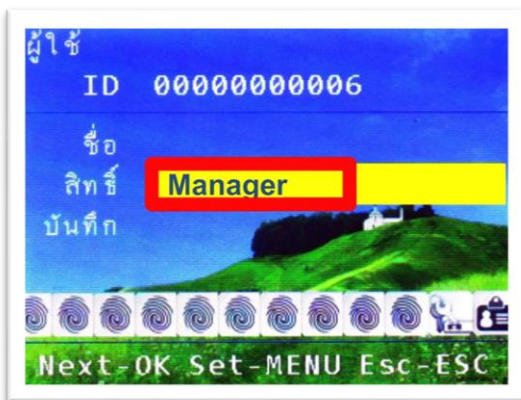 ผู้ใช้
ID 00000000006
ชื่อ
สิทธิ์ Manager
บันทึก
Next-OK Set-MENU Esc-ESC